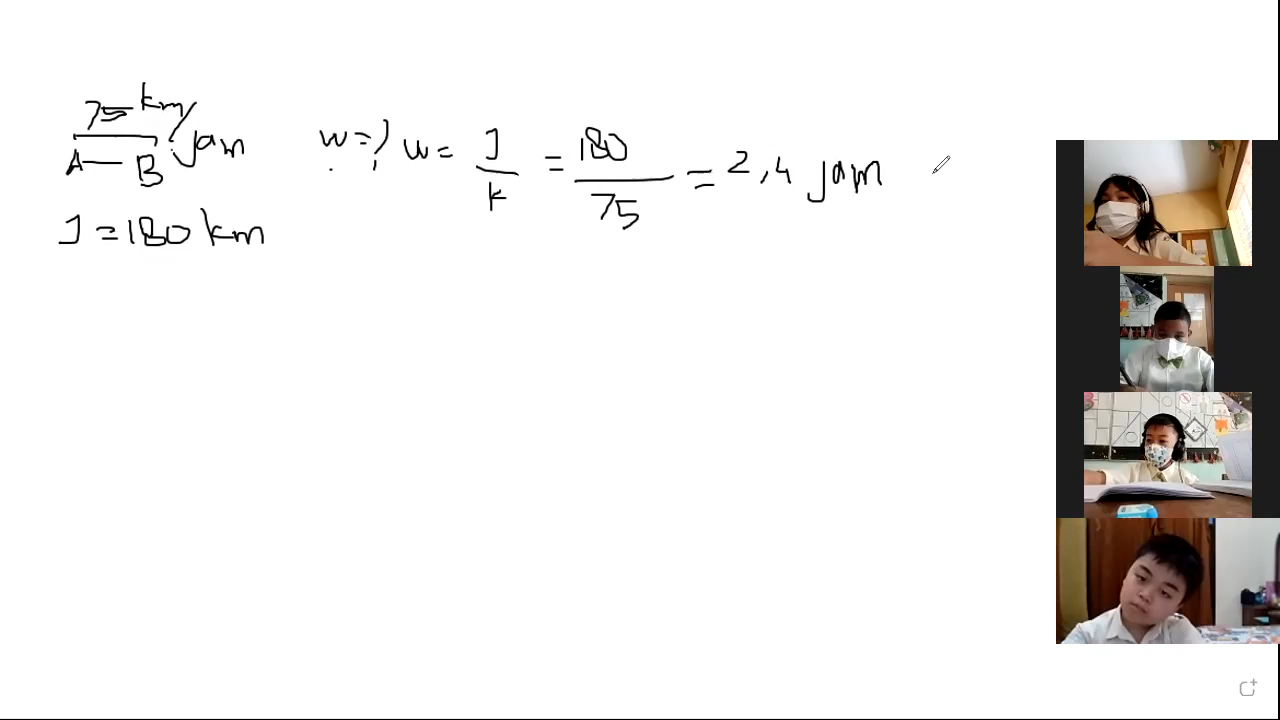 75 km/jam
A — B
J = 180 km
w = ? w = J/k = 180/75 = 2,4 jam